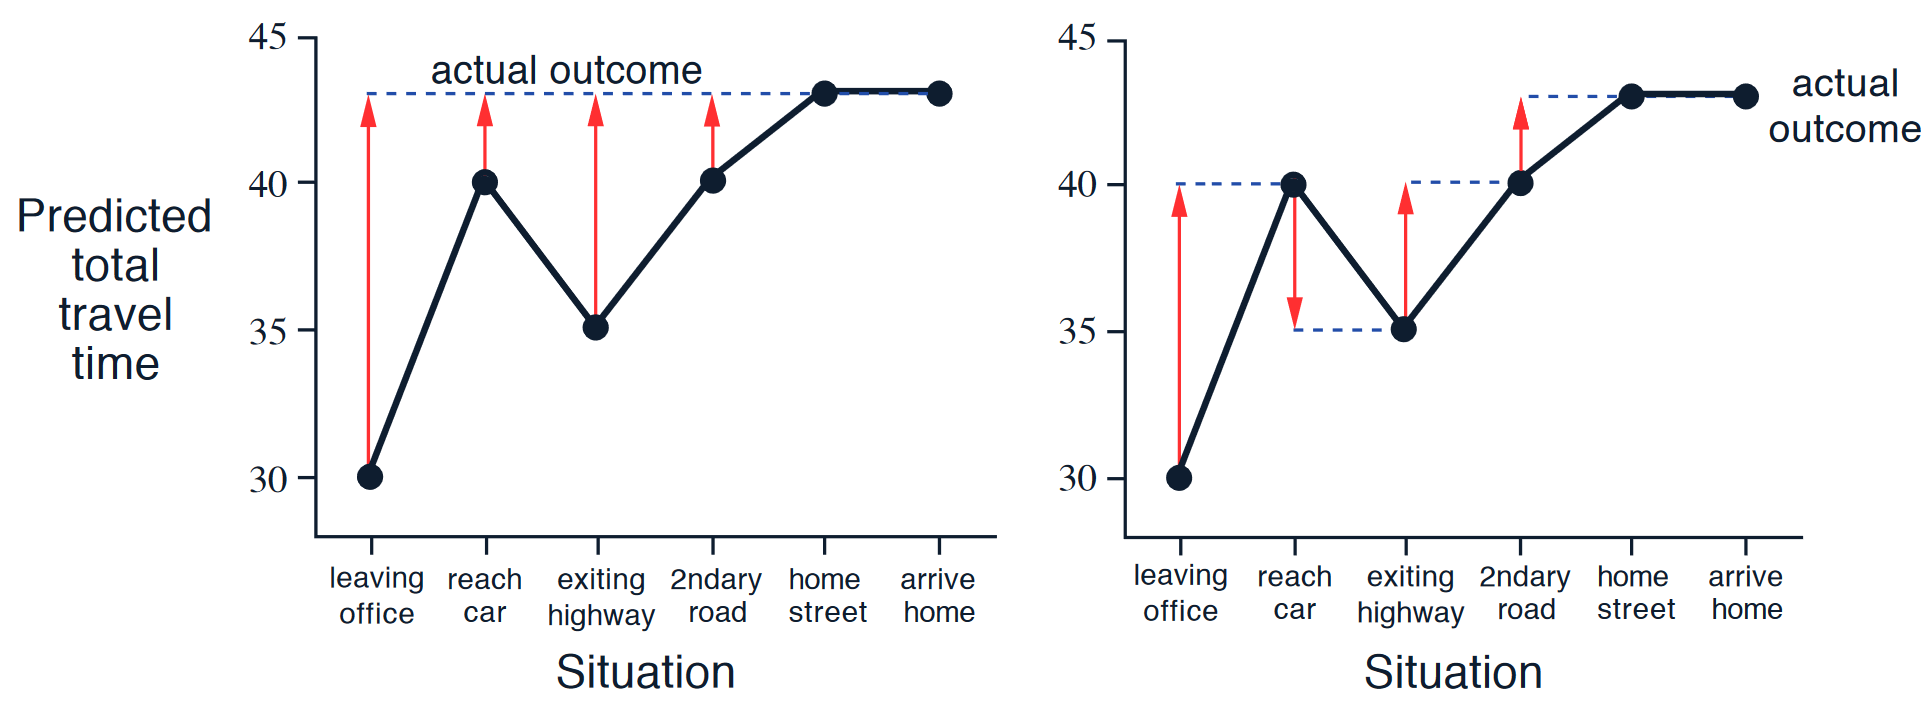 45
actual outcome
40
Predicted
total
travel
time
35
30
leaving
office
reach
car
exiting
highway
2ndary
road
home
street
arrive
home
Situation
45
actual
outcome
40
35
30
leaving
office
reach
car
exiting
highway
2ndary
road
home
street
arrive
home
Situation